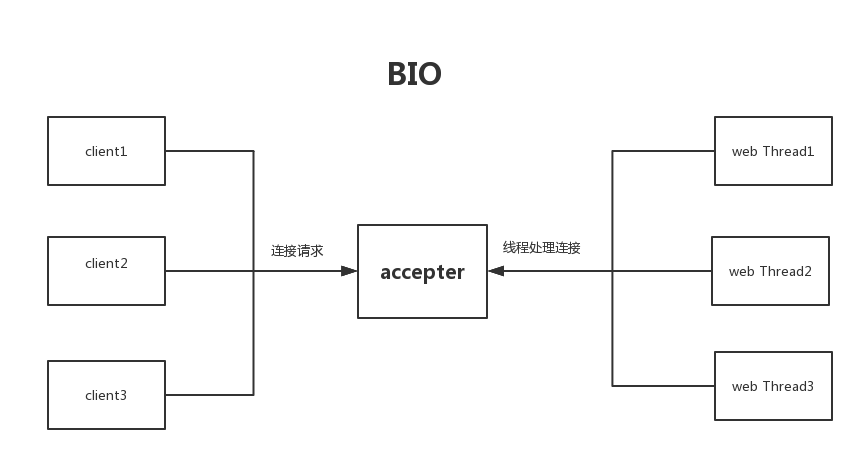 BIO
client1
web Thread1
client2
连接请求
accepter
线程处理连接
web Thread2
client3
web Thread3